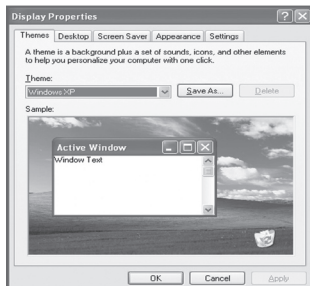 Display Properties
Themes Desktop Screen Saver Appearance Settings
A theme is a background plus a set of sounds, icons, and other elements
to help you personalize your computer with one click.
Theme:
Windows XP Save As... Delete
Sample:
Active Window
Window Text
OK Cancel Apply